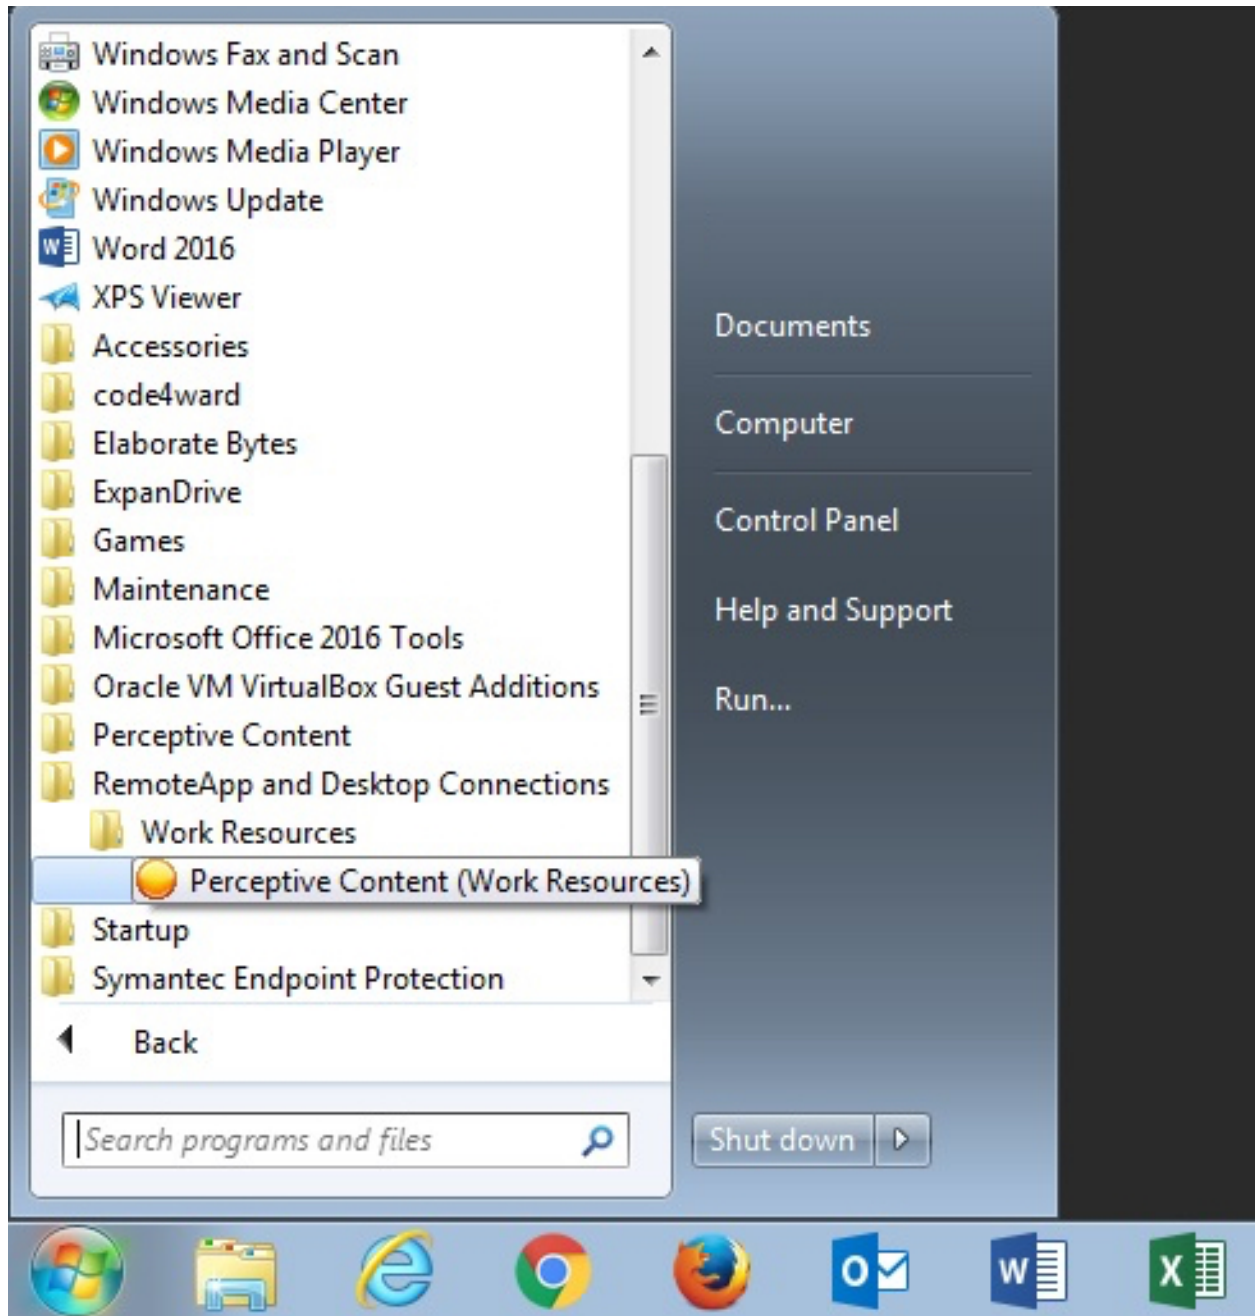 Windows Fax and Scan
Windows Media Center
Windows Media Player
Windows Update
Word 2016
XPS Viewer
Accessories
code4ward
Elaborate Bytes
ExpanDrive
Games
Maintenance
Microsoft Office 2016 Tools
Oracle VM VirtualBox Guest Additions
Perceptive Content
RemoteApp and Desktop Connections
Work Resources
Perceptive Content (Work Resources)
Startup
Symantec Endpoint Protection
Back
Search programs and files
Documents
Computer
Control Panel
Help and Support
Run...
Shut down